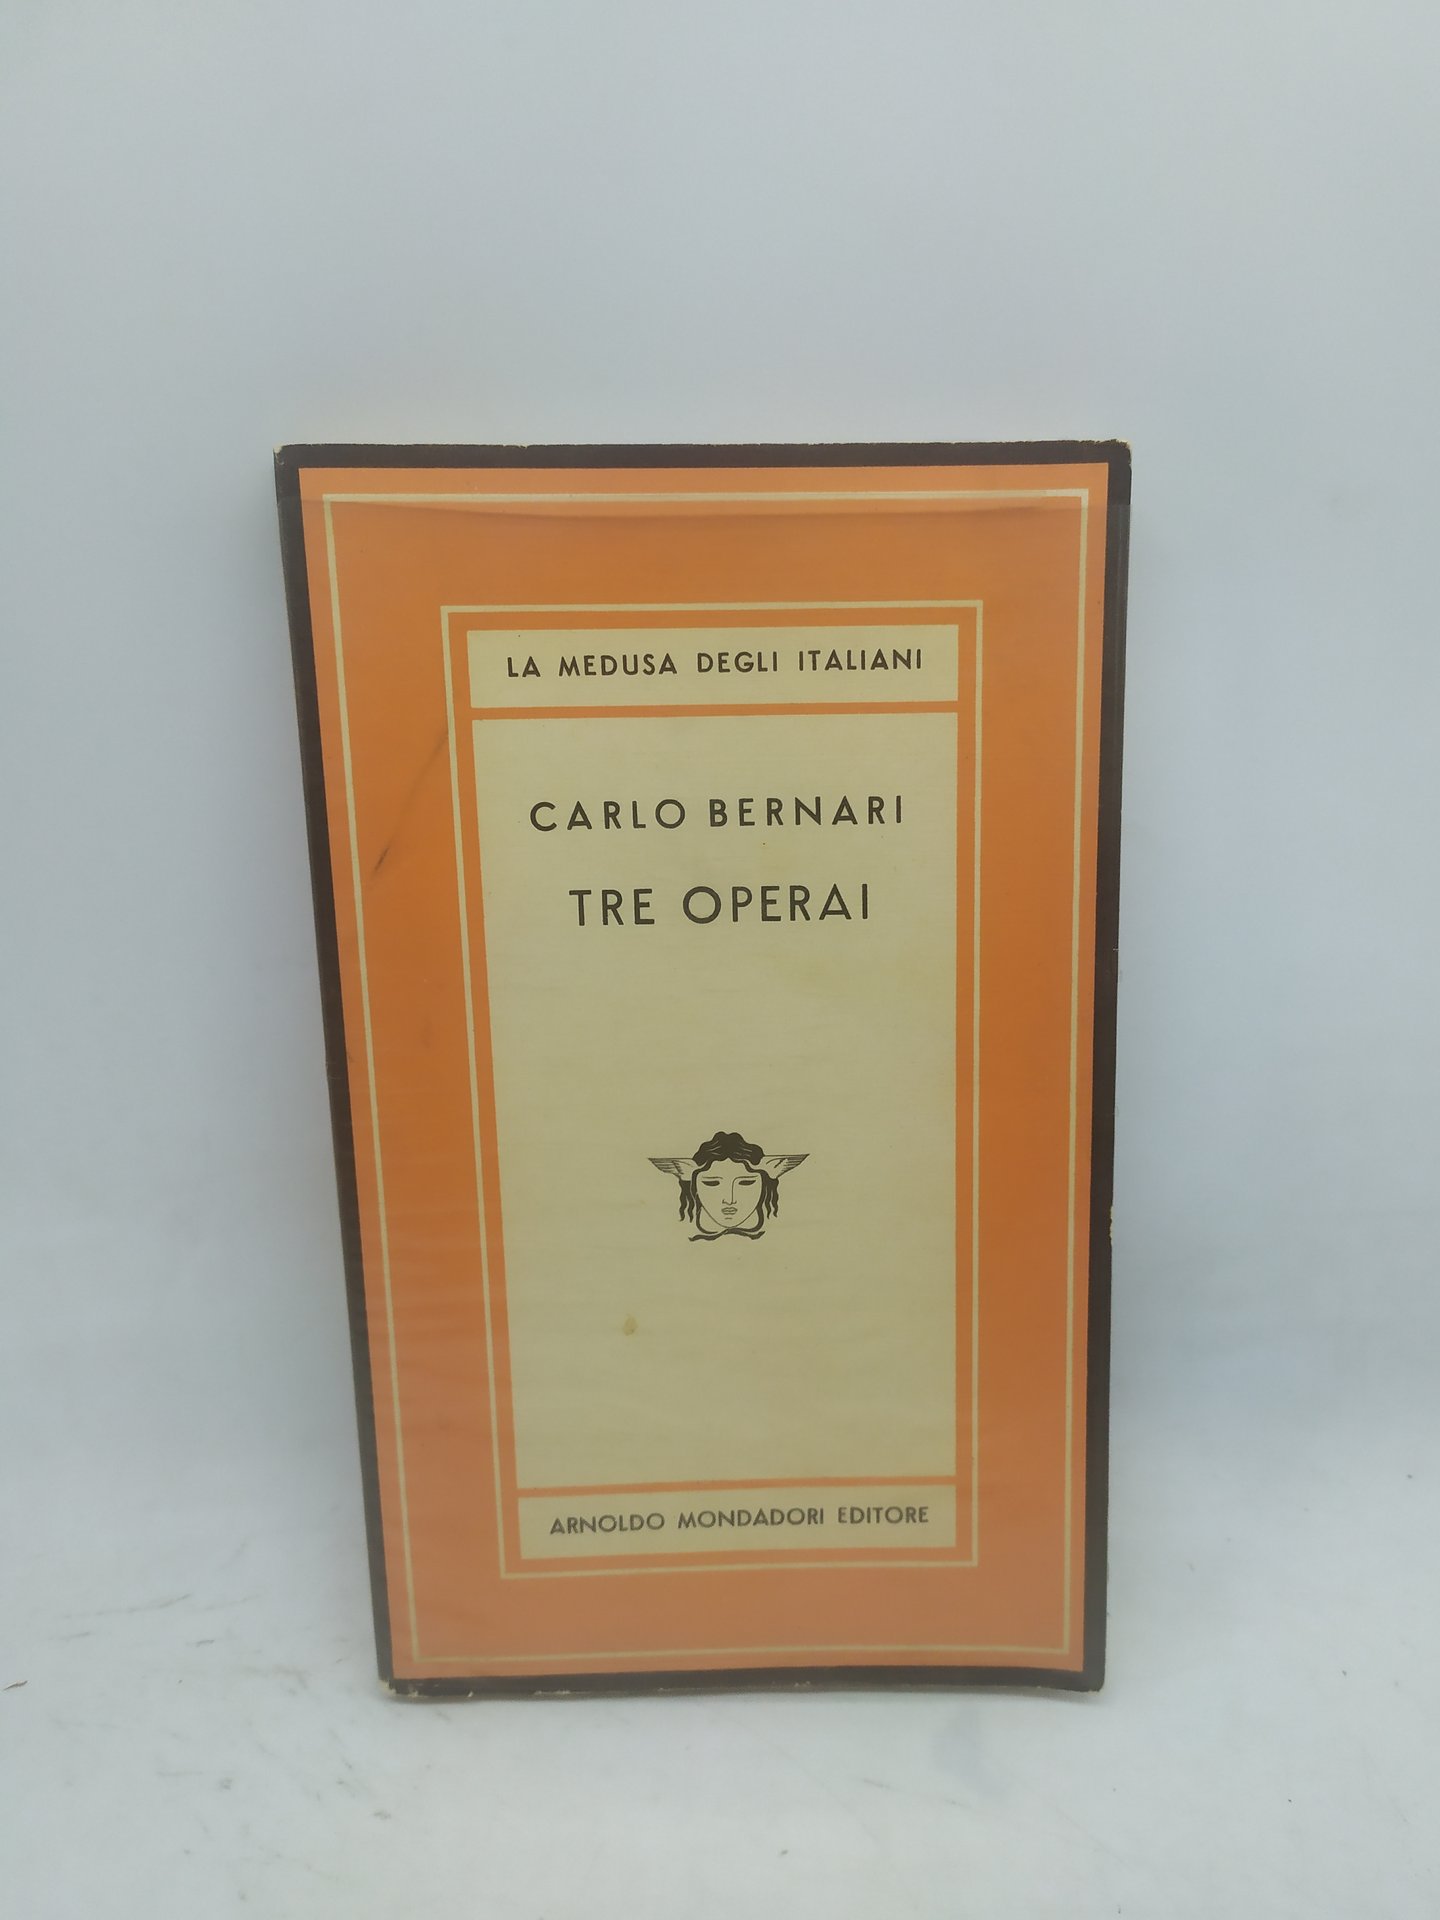 LA MEDUSA DEGLI ITALIANI
CARLO BERNARI
TRE OPERAI
ARNOLDO MONDADORI EDITORE